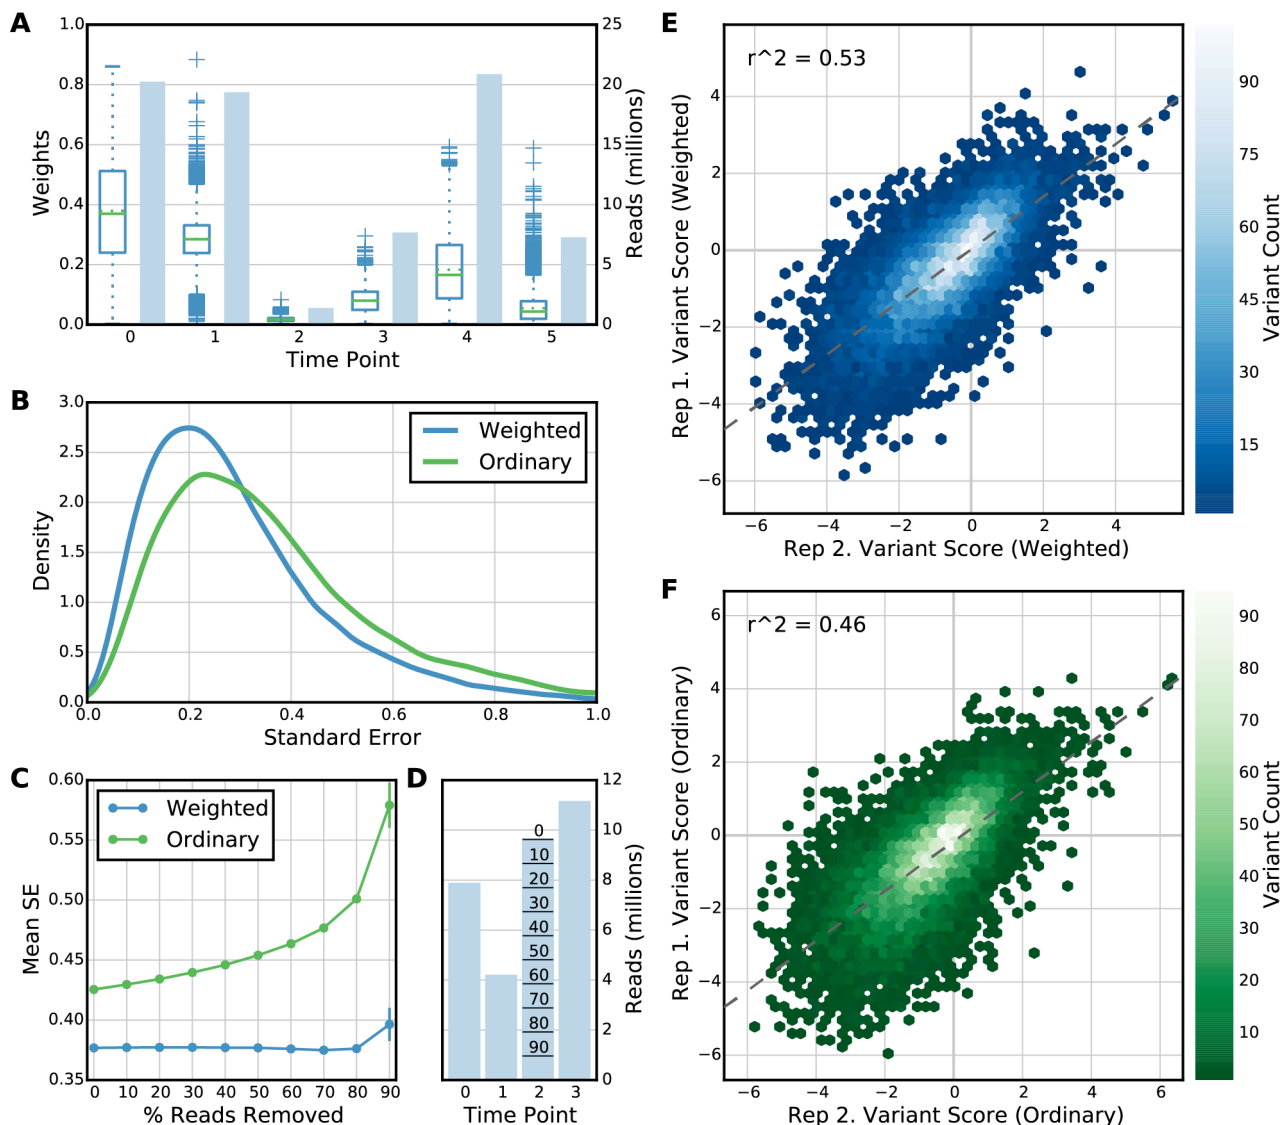 A
1.0
0.8
0.6
0.4
0.2
0.0
Weights
25
20
15
10
5
0
Reads (millions)
0 1 2 3 4 5
Time Point
B
3.0
2.5
2.0
1.5
1.0
0.5
0.0
Density
Weighted
Ordinary
0.0 0.2 0.4 0.6 0.8 1.0
Standard Error
C
0.60
0.55
0.50
0.45
0.40
0.35
Mean SE
Weighted
Ordinary
0 10 20 30 40 50 60 70 80 90
% Reads Removed
D
0
10
20
30
40
50
60
70
80
90
12
10
8
6
4
2
0
Reads (millions)
0 1 2 3
Time Point
E
r^2 = 0.53
4
2
0
−2
−4
−6
Rep 1. Variant Score (Weighted)
−6 −4 −2 0 2 4
Rep 2. Variant Score (Weighted)
90
75
60
45
30
15
Variant Count
F
r^2 = 0.46
6
4
2
0
−2
−4
−6
Rep 1. Variant Score (Ordinary)
−6 −4 −2 0 2 4 6
Rep 2. Variant Score (Ordinary)
90
80
70
60
50
40
30
20
10
Variant Count